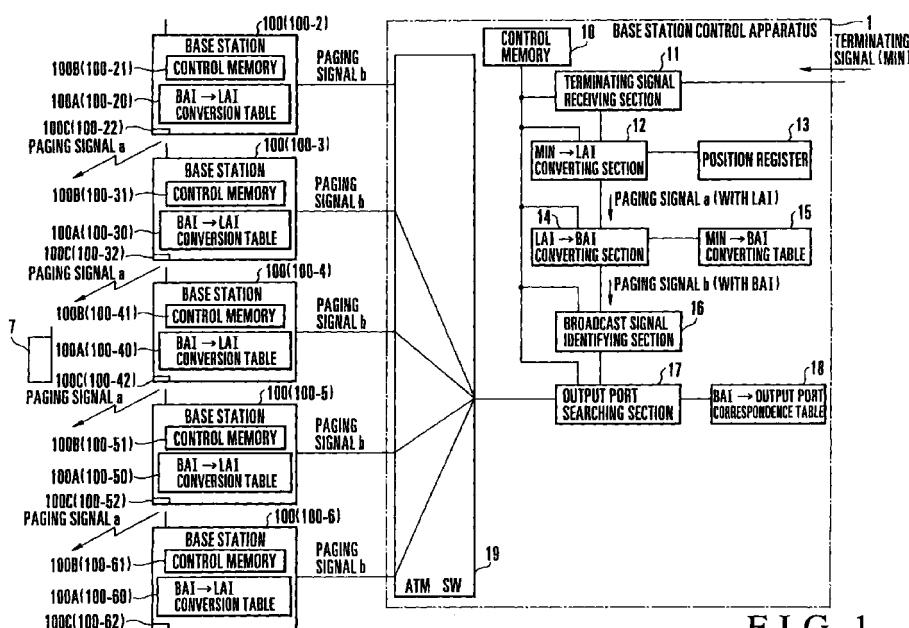 100(100-2)
BASE STATION
100B(100-21)
CONTROL MEMORY
100A(100-20)
BAI→LAI
CONVERSION TABLE
100C(100-22)
PAGING SIGNAL a
PAGING
SIGNAL b
100(100-3)
BASE STATION
100B(100-31)
CONTROL MEMORY
100A(100-30)
BAI→LAI
CONVERSION TABLE
100C(100-32)
PAGING SIGNAL a
PAGING
SIGNAL b
100(100-4)
BASE STATION
100B(100-41)
CONTROL MEMORY
7
100A(100-40)
BAI→LAI
CONVERSION TABLE
100C(100-42)
PAGING SIGNAL a
PAGING
SIGNAL b
100(100-5)
BASE STATION
100B(100-51)
CONTROL MEMORY
100A(100-50)
BAI→LAI
CONVERSION TABLE
100C(100-52)
PAGING SIGNAL a
PAGING
SIGNAL b
100(100-6)
BASE STATION
100B(100-61)
CONTROL MEMORY
100A(100-60)
BAI→LAI
CONVERSION TABLE
100C(100-62)
PAGING
SIGNAL b
ATM SW
19
CONTROL
MEMORY
10
BASE STATION CONTROL APPARATUS
1
TERMINATING
SIGNAL (MIN)
11
TERMINATING SIGNAL
RECEIVING SECTION
12
MIN→LAI
CONVERTING SECTION
13
POSITION REGISTER
PAGING SIGNAL a (WITH LAI)
14
LAI→BAI
CONVERTING SECTION
15
MIN→BAI
CONVERTING TABLE
PAGING SIGNAL b (WITH BAI)
16
BROADCAST SIGNAL
IDENTIFYING SECTION
17
OUTPUT PORT
SEARCHING SECTION
18
BAI→OUTPUT PORT
CORRESPONDENCE TABLE
FIG. 1